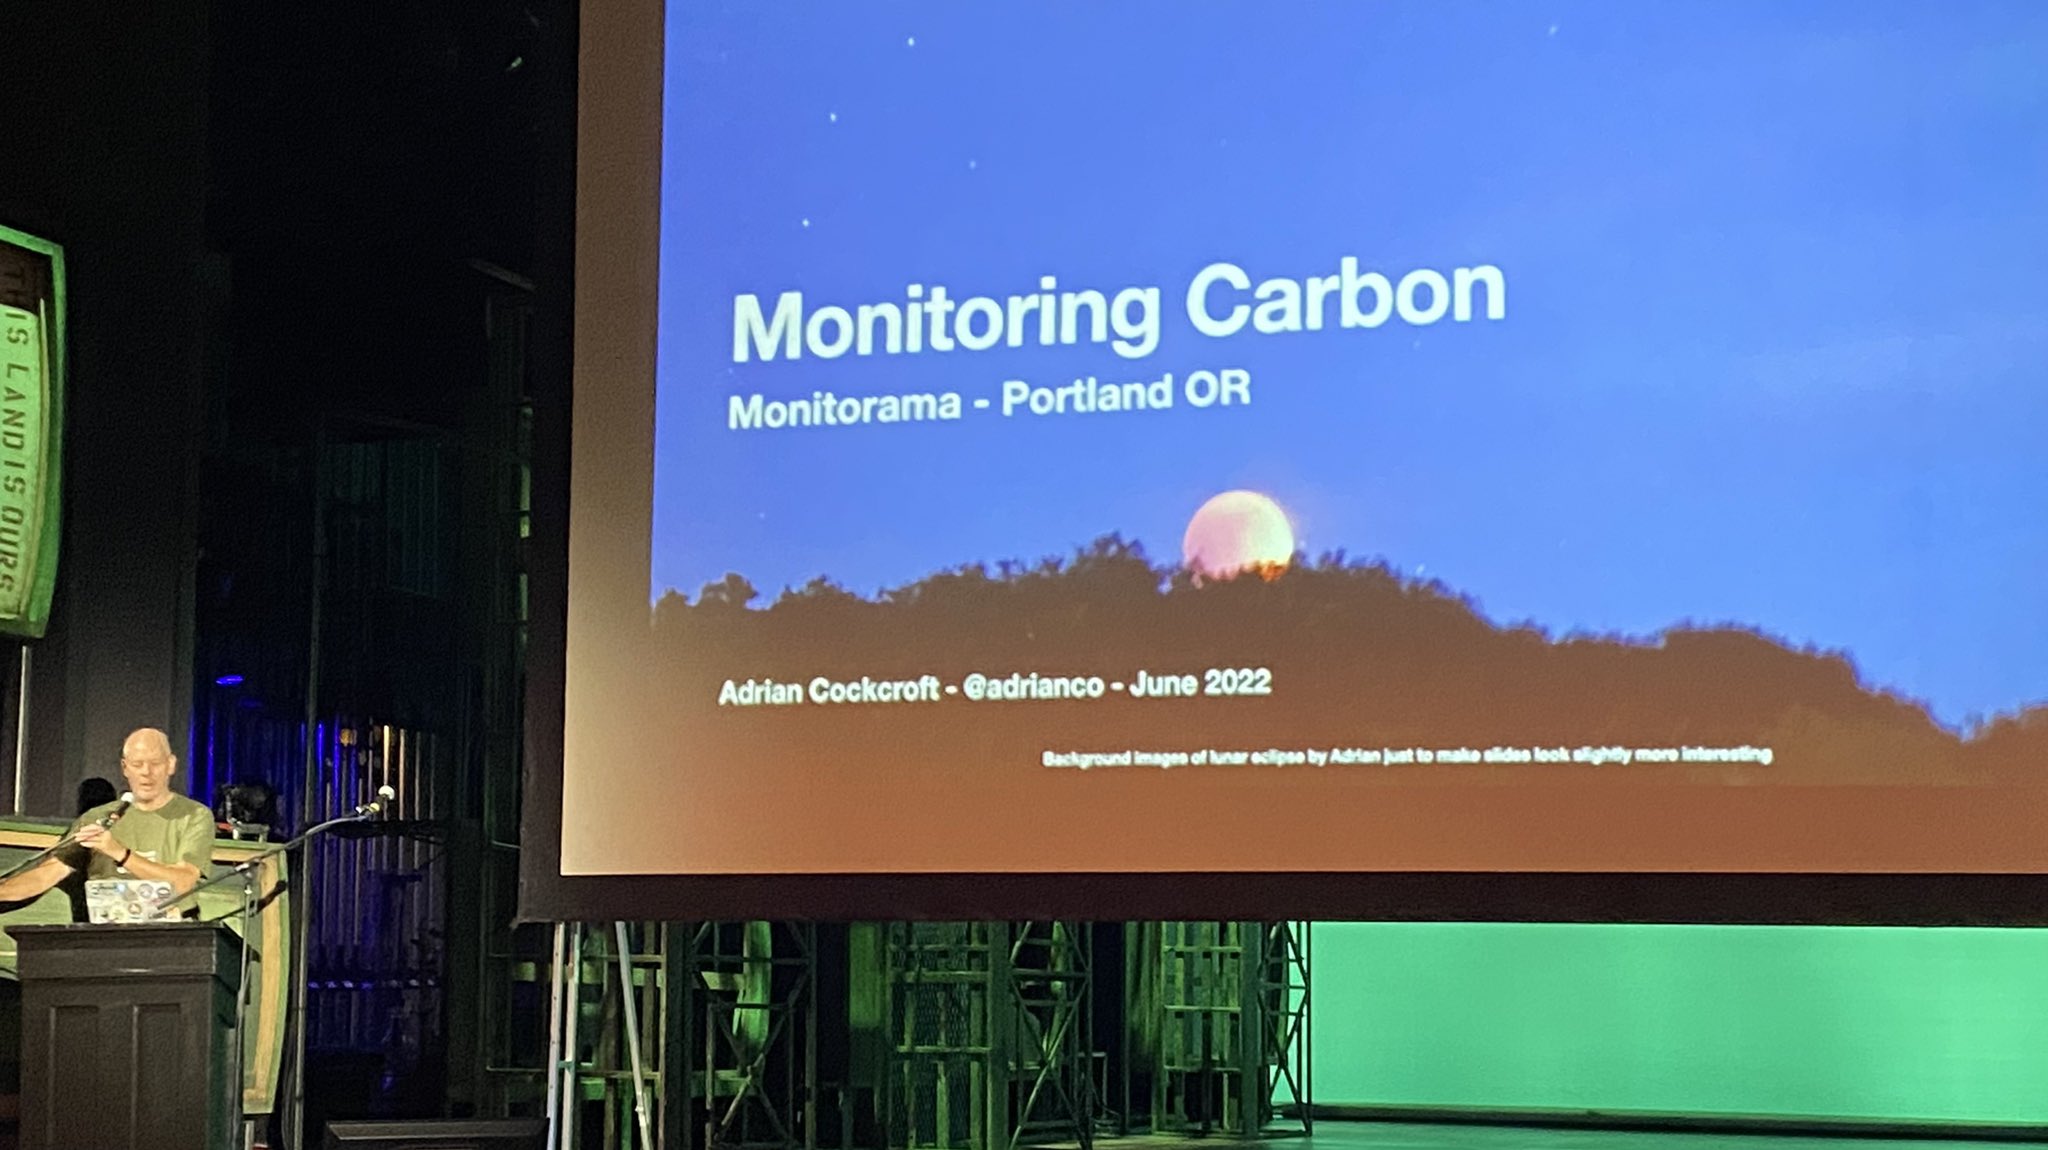 THIS LAND IS OURS
Monitoring Carbon
Monitorama - Portland OR
Adrian Cockcroft - @adrianco - June 2022
Background images of lunar eclipse by Adrian just to make slides look slightly more interesting